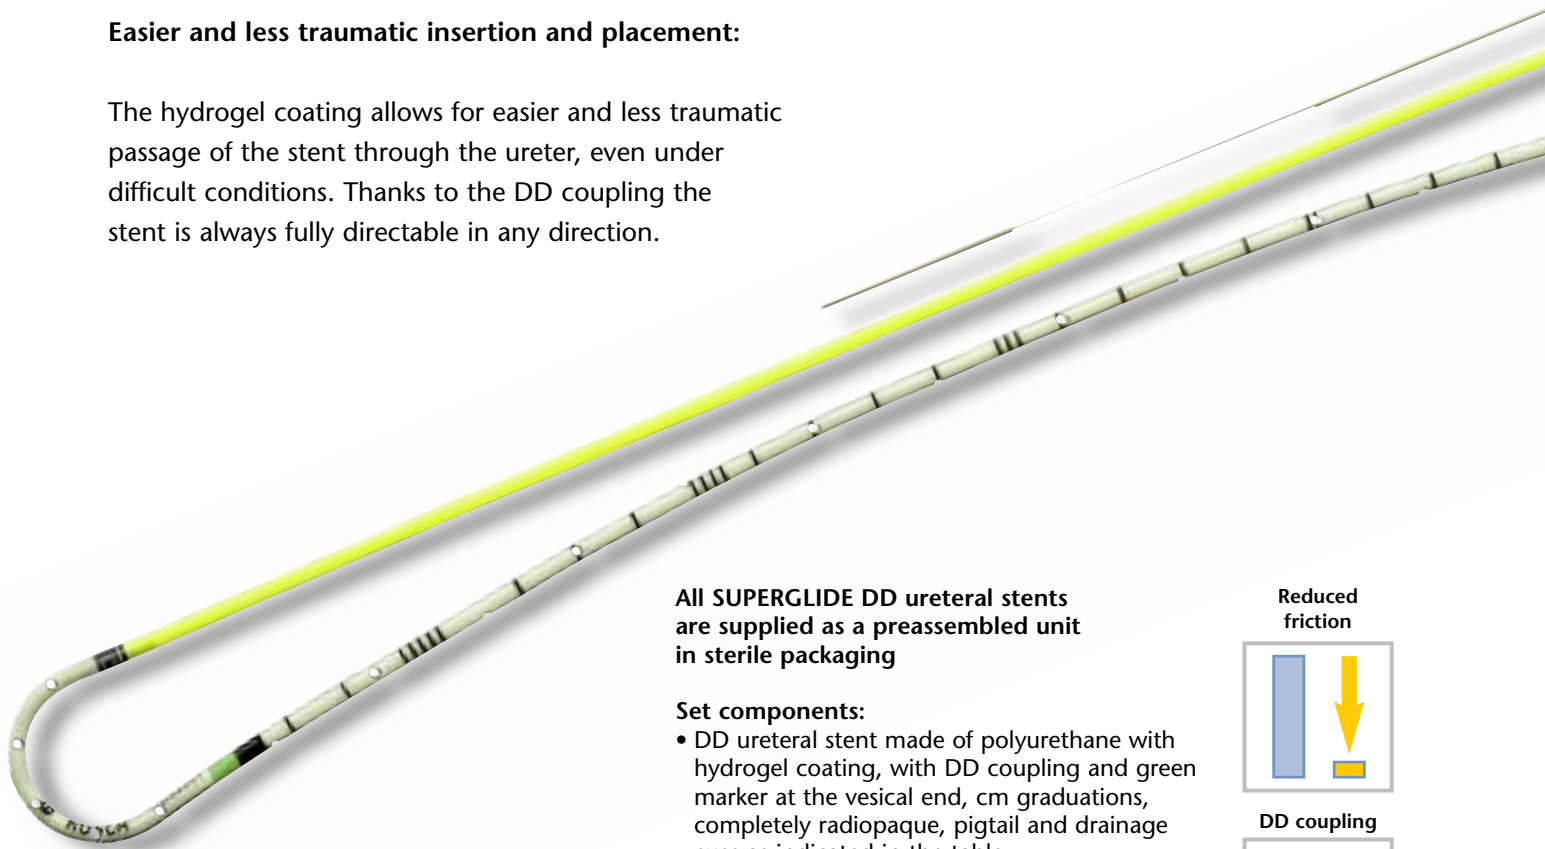 Easier and less traumatic insertion and placement:
The hydrogel coating allows for easier and less traumatic
passage of the stent through the ureter, even under
difficult conditions. Thanks to the DD coupling the
stent is always fully directable in any direction.
All SUPERGLIDE DD ureteral stents
are supplied as a preassembled unit
in sterile packaging
Set components:
• DD ureteral stent made of polyurethane with
hydrogel coating, with DD coupling and green
marker at the vesical end, cm graduations,
completely radiopaque, pigtail and drainage
Reduced
friction
DD coupling